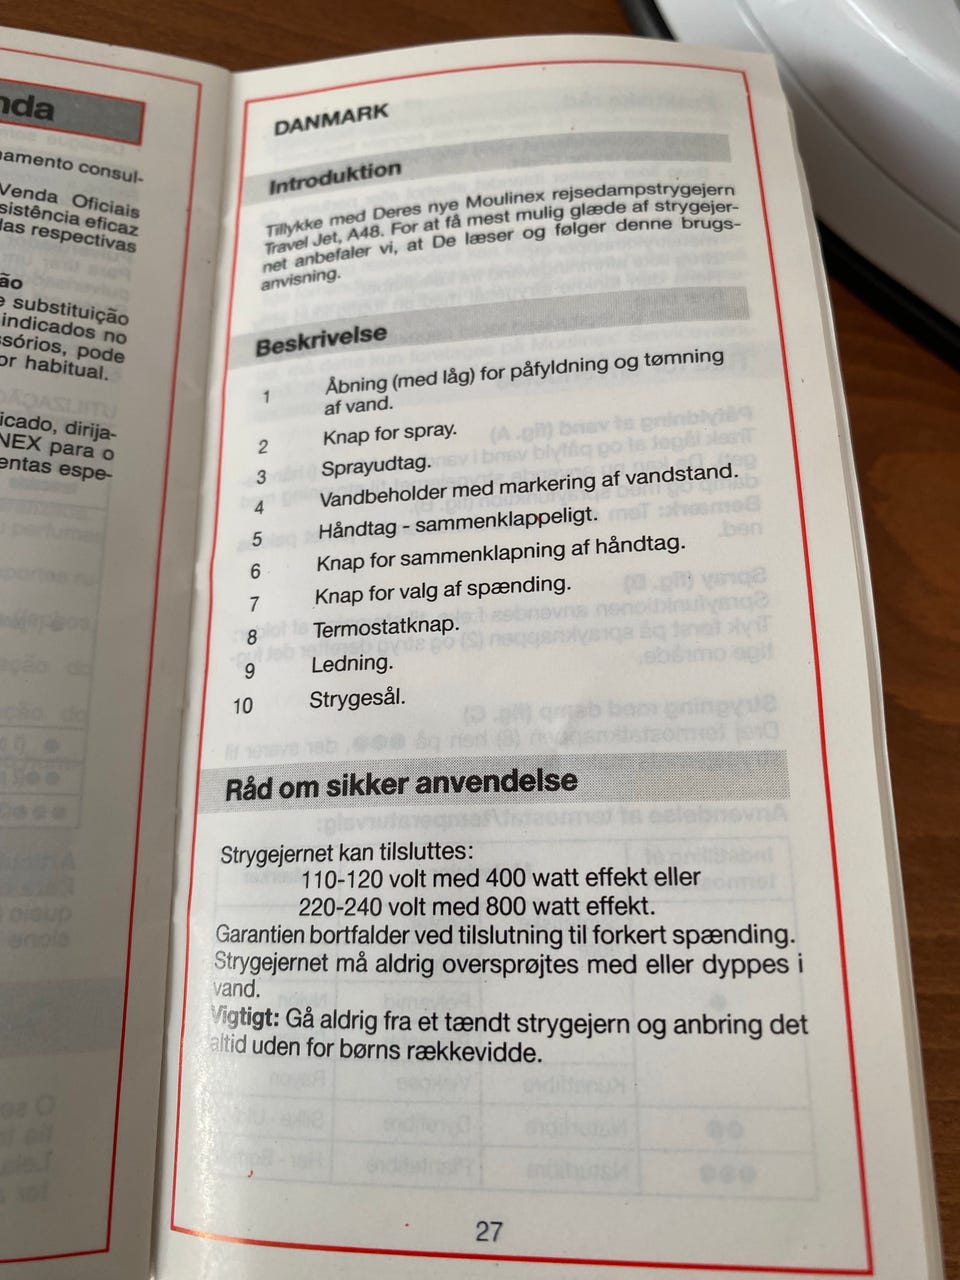 nda
namento consul-
Venda Oficiais
sistência eficaz
das respectivas
ão
e substituição
indicados no
ssórios, pode
or habitual.
icado, dirija-
NEX para o
entas espe-
DANMARK
Introduktion
Tillykke med Deres nye Moulinex rejsedampstrygejern
Travel Jet, A48. For at få mest mulig glæde af strygejer-
net anbefaler vi, at De læser og følger denne brugs-
anvisning.
Beskrivelse
1 Åbning (med låg) for påfyldning og tømning
af vand.
2 Knap for spray.
3 Sprayudtag.
4 Vandbeholder med markering af vandstand.
5 Håndtag - sammenklappeligt.
6 Knap for sammenklapning af håndtag.
7 Knap for valg af spænding.
8 Termostatknap.
9 Ledning.
10 Strygesål.
Råd om sikker anvendelse
Strygejernet kan tilsluttes:
110-120 volt med 400 watt effekt eller
220-240 volt med 800 watt effekt.
Garantien bortfalder ved tilslutning til forkert spænding.
Strygejernet må aldrig oversprøjtes med eller dyppes i
vand.
Vigtigt: Gå aldrig fra et tændt strygejern og anbring det
altid uden for børns rækkevidde.
27